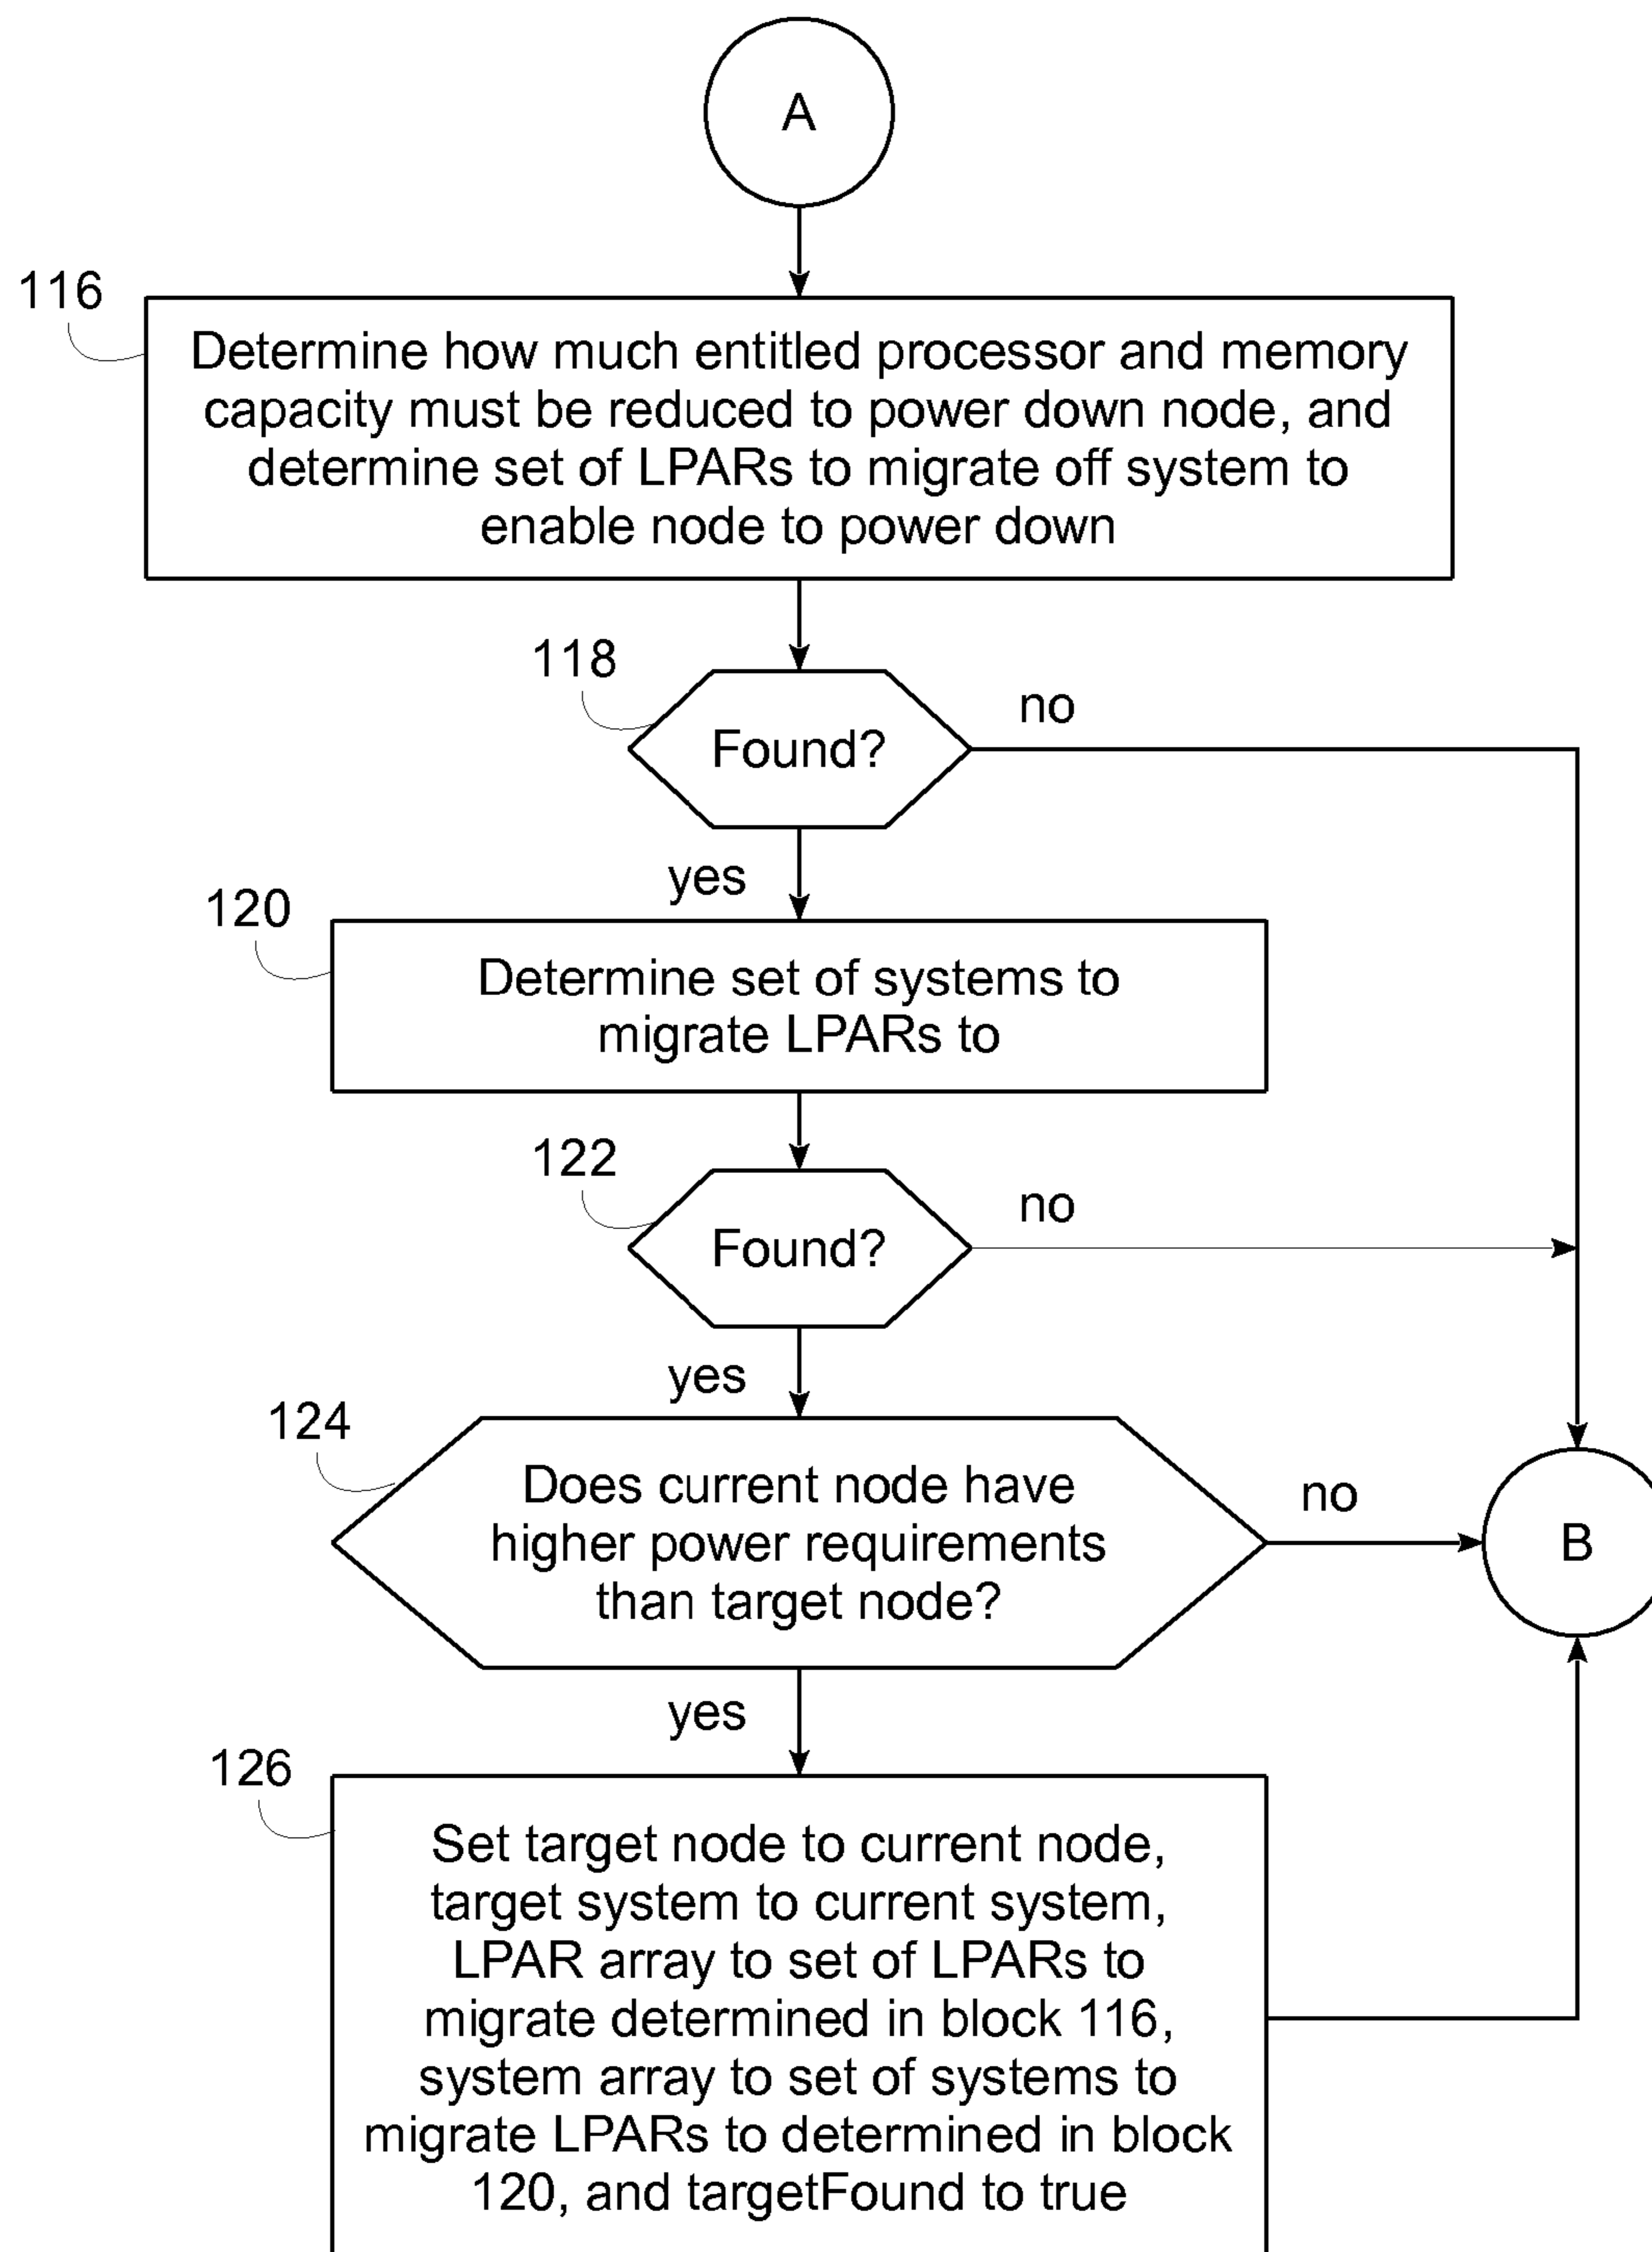 A
116
Determine how much entitled processor and memory
capacity must be reduced to power down node, and
determine set of LPARs to migrate off system to
enable node to power down
118
Found?
no
yes
120
Determine set of systems to
migrate LPARs to
122
Found?
no
yes
124
Does current node have
higher power requirements
than target node?
no
B
yes
126
Set target node to current node,
target system to current system,
LPAR array to set of LPARs to
migrate determined in block 116,
system array to set of systems to
migrate LPARs to determined in block
120, and targetFound to true